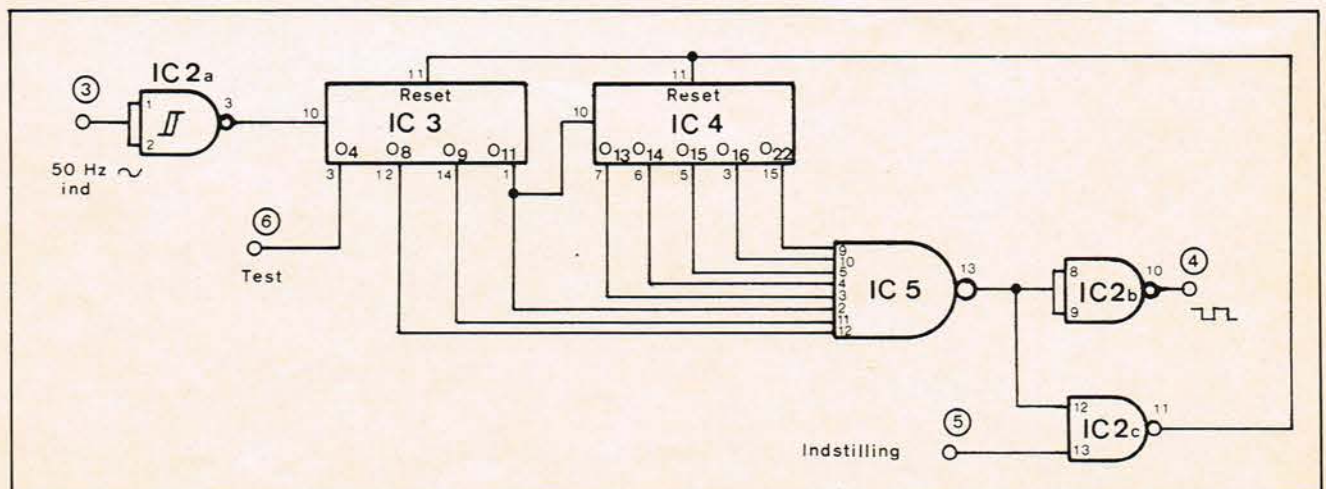 11
11
IC2a
③
1
3
2
10
Reset
IC 3
O4 O8 O9 O11
3
12
14
1
10
Reset
IC 4
O13 O14 O15 O16 O22
7
6
5
3
15
50 Hz ~
ind
⑥
Test
9
10
5
4
3
2
11
12
IC 5
13
8
9
IC2b
10
④
12
13
IC2c
11
Indstilling
⑤